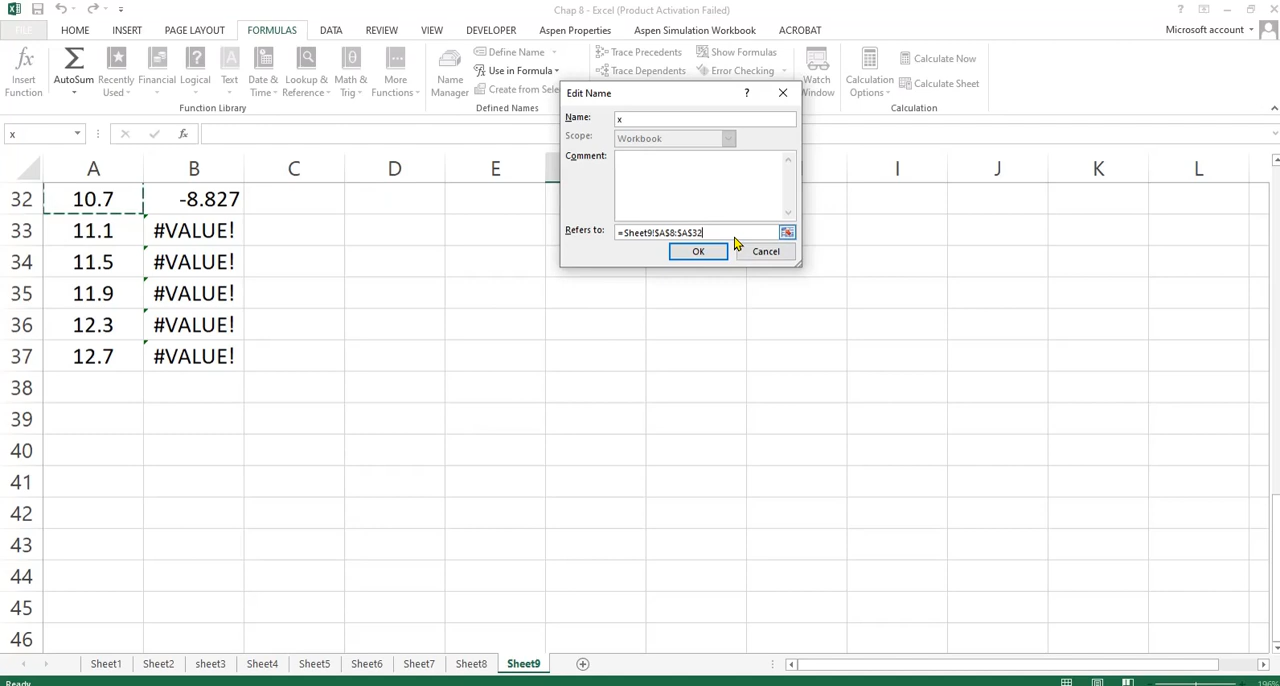 Chap 8 - Excel (Product Activation Failed)
FILE HOME INSERT PAGE LAYOUT FORMULAS DATA REVIEW VIEW DEVELOPER Aspen Properties Aspen Simulation Workbook ACROBAT Microsoft account
Insert Function
AutoSum
Recently Used
Financial
Logical
Text
Date & Time
Lookup & Reference
Math & Trig
More Functions
Function Library
Name Manager
Define Name
Use in Formula
Create from Sele
Defined Names
Trace Precedents
Trace Dependents
Show Formulas
Error Checking
Watch Window
Calculation Options
Calculate Now
Calculate Sheet
Calculation
Edit Name
Name: x
Scope: Workbook
Comment:
Refers to: =Sheet9!$A$8:$A$32
OK Cancel
x fx
A B C D E I J K L
32 10.7 -8.827
33 11.1 #VALUE!
34 11.5 #VALUE!
35 11.9 #VALUE!
36 12.3 #VALUE!
37 12.7 #VALUE!
38
39
40
41
42
43
44
45
46
Sheet1 Sheet2 sheet3 Sheet4 Sheet5 Sheet6 Sheet7 Sheet8 Sheet9
Ready 196%